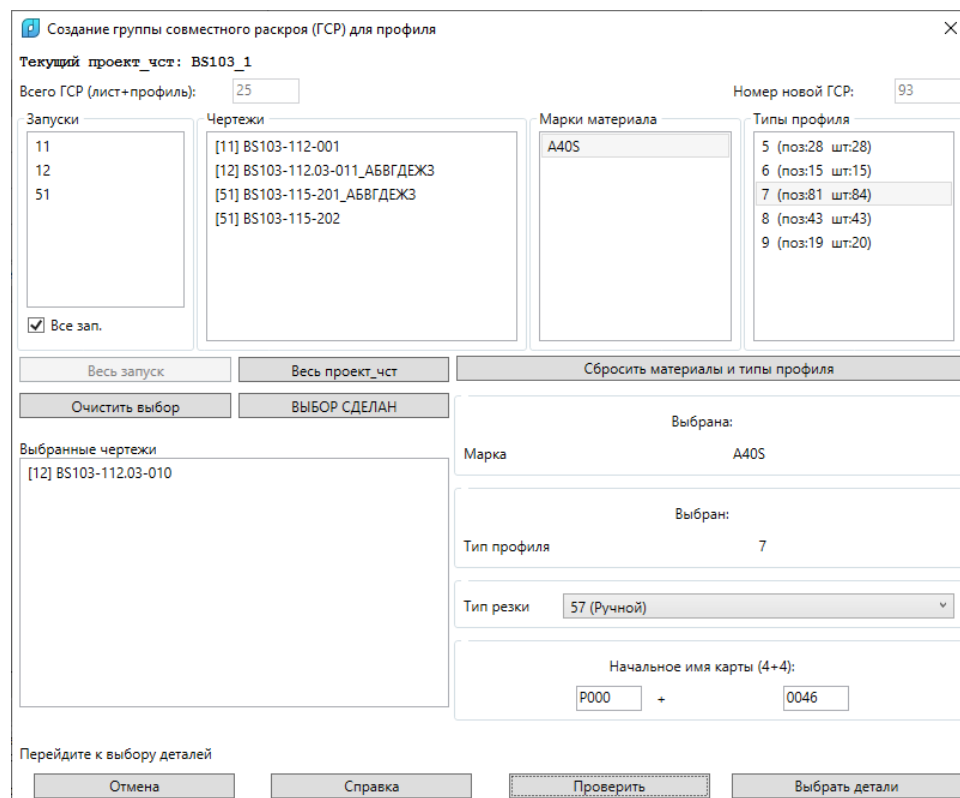 Создание группы совместного раскроя (ГСР) для профиля
Текущий проект_чст: BS103_1
Всего ГСР (лист+профиль): 25 Номер новой ГСР: 93
Запуски Чертежи Марки материала Типы профиля
11 [11] BS103-112-001 A40S 5 (поз:28 шт:28)
12 [12] BS103-112.03-011_АБВГДЕЖЗ 6 (поз:15 шт:15)
51 [51] BS103-115-201_АБВГДЕЖЗ 7 (поз:81 шт:84)
[51] BS103-115-202 8 (поз:43 шт:43)
9 (поз:19 шт:20)
Все зап.
Весь запуск Весь проект_чст Сбросить материалы и типы профиля
Очистить выбор ВЫБОР СДЕЛАН
Выбрана:
Выбранные чертежи
Марка A40S
[12] BS103-112.03-010
Выбран:
Тип профиля 7
Тип резки 57 (Ручной)
Начальное имя карты (4+4):
P000 + 0046
Перейдите к выбору деталей
Отмена Справка Проверить Выбрать детали